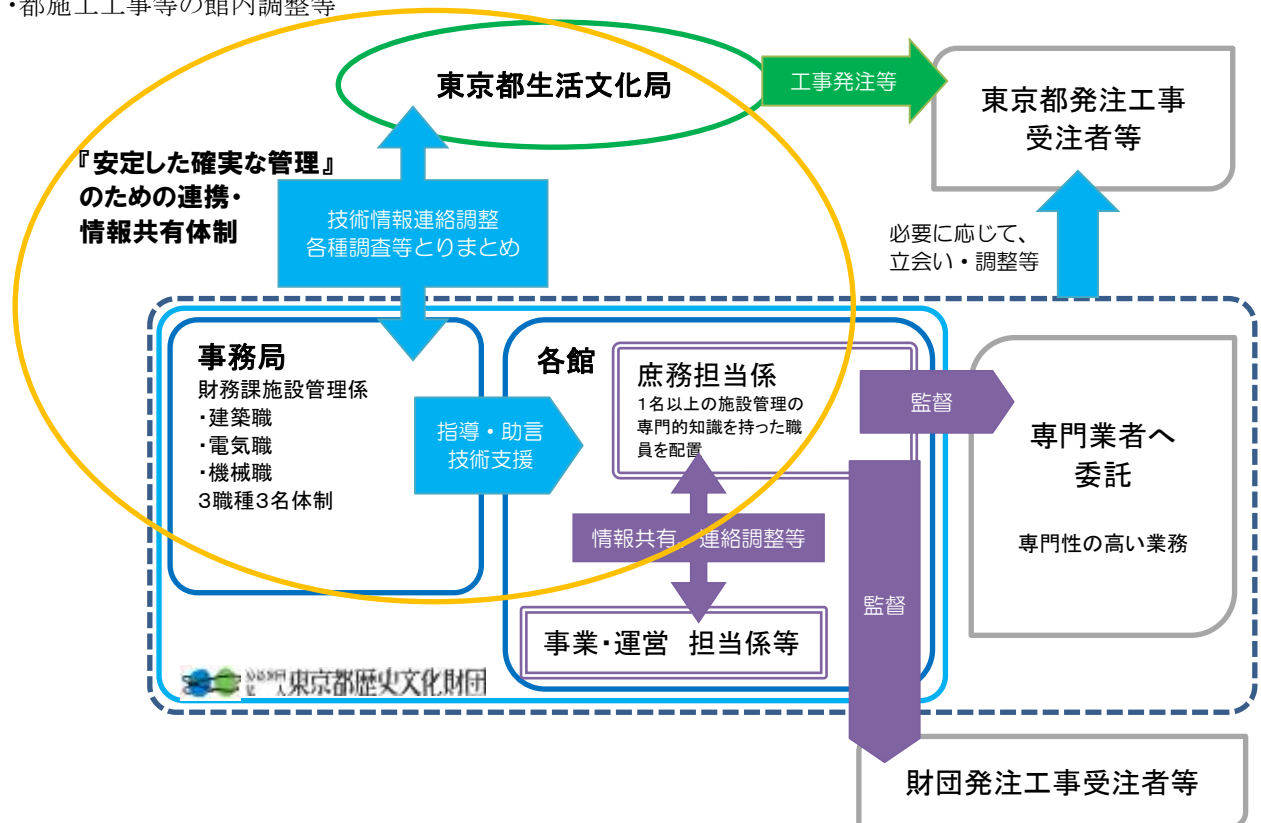 ・都施工工事等の館内調整等
東京都生活文化局
工事発注等
東京都発注工事
受注者等
『安定した確実な管理』
のための連携・
情報共有体制
技術情報連絡調整
各種調査等とりまとめ
必要に応じて、
立会い・調整等
事務局
財務課施設管理係
・建築職
・電気職
・機械職
3職種3名体制
指導・助言
技術支援
各館
庶務担当係
1名以上の施設管理の
専門的知識を持った職
員を配置
監督
専門業者へ
委託
専門性の高い業務
情報共有、連絡調整等
監督
事業・運営 担当係等
東京都歴史文化財団
財団発注工事受注者等